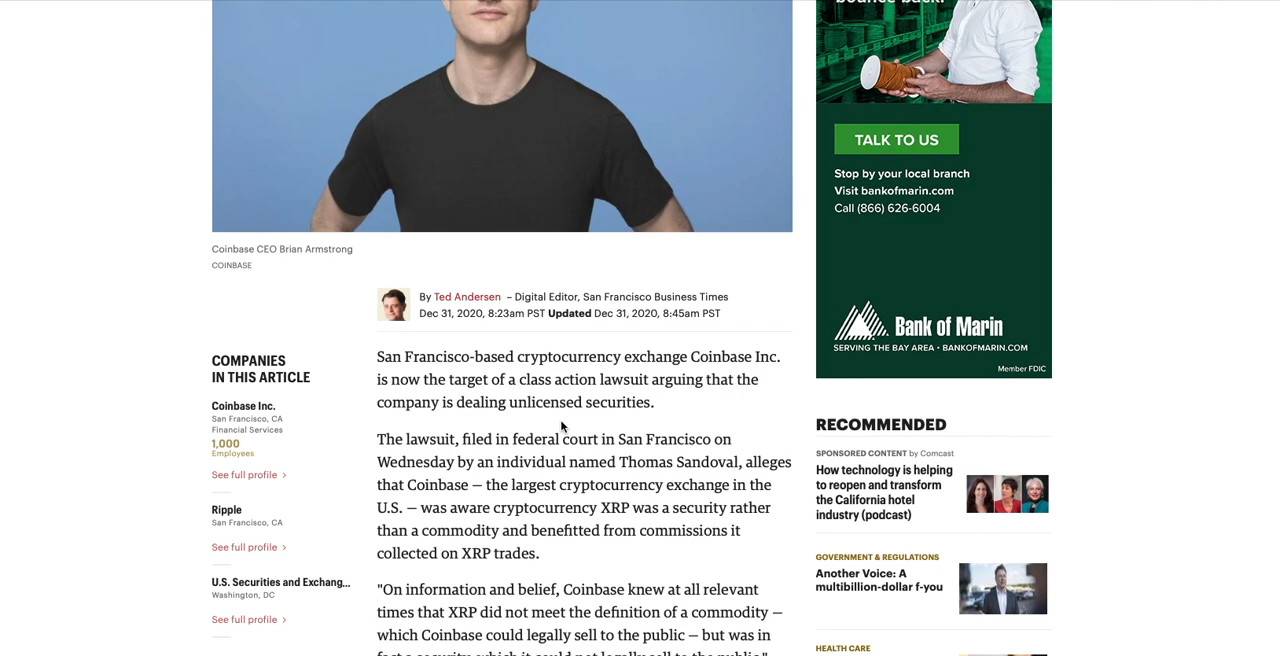 TALK TO US
Stop by your local branch
Visit bankofmarin.com
Call (866) 626-6004
Bank of Marin
SERVING THE BAY AREA • BANKOFMARIN.COM
Member FDIC
Coinbase CEO Brian Armstrong
COINBASE
By Ted Andersen – Digital Editor, San Francisco Business Times
Dec 31, 2020, 8:23am PST Updated Dec 31, 2020, 8:45am PST
COMPANIES
IN THIS ARTICLE
Coinbase Inc.
San Francisco, CA
Financial Services
1,000
Employees
See full profile >
Ripple
San Francisco, CA
See full profile >
U.S. Securities and Exchang...
Washington, DC
See full profile >
San Francisco-based cryptocurrency exchange Coinbase Inc.
is now the target of a class action lawsuit arguing that the
company is dealing unlicensed securities.
The lawsuit, filed in federal court in San Francisco on
Wednesday by an individual named Thomas Sandoval, alleges
that Coinbase — the largest cryptocurrency exchange in the
U.S. — was aware cryptocurrency XRP was a security rather
than a commodity and benefitted from commissions it
collected on XRP trades.
"On information and belief, Coinbase knew at all relevant
times that XRP did not meet the definition of a commodity —
which Coinbase could legally sell to the public — but was in
RECOMMENDED
SPONSORED CONTENT by Comcast
How technology is helping
to reopen and transform
the California hotel
industry (podcast)
GOVERNMENT & REGULATIONS
Another Voice: A
multibillion-dollar f-you
HEALTH CARE